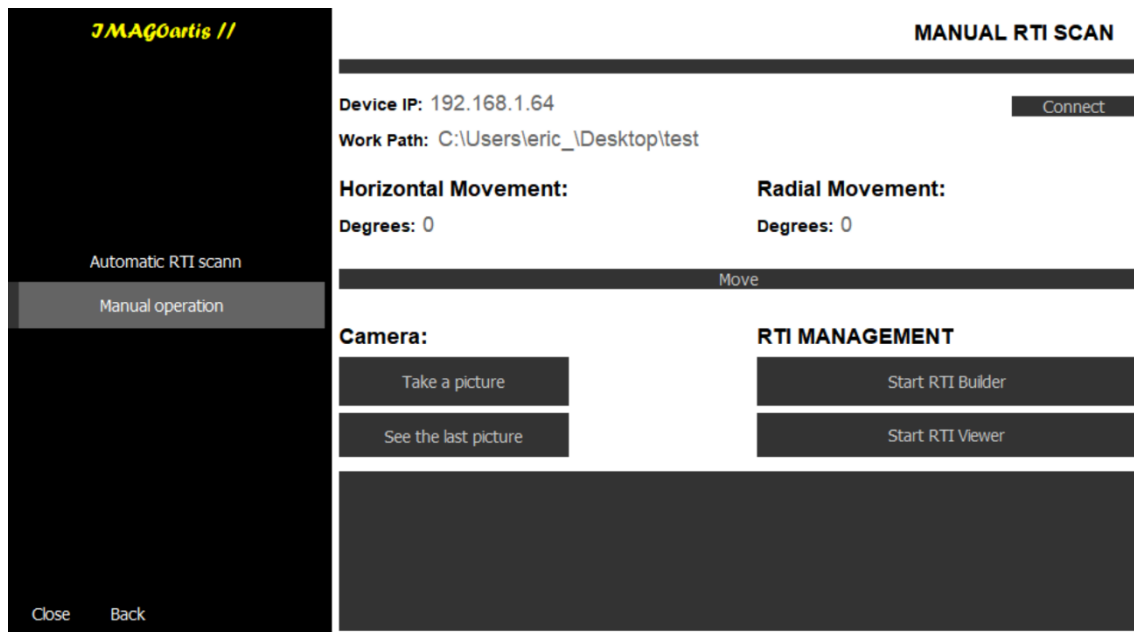 IMAGOartis //
Automatic RTI scann
Manual operation
Close Back
MANUAL RTI SCAN
Device IP: 192.168.1.64
Connect
Work Path: C:\Users\eric_\Desktop\test
Horizontal Movement:
Degrees: 0
Radial Movement:
Degrees: 0
Move
Camera:
Take a picture
See the last picture
RTI MANAGEMENT
Start RTI Builder
Start RTI Viewer